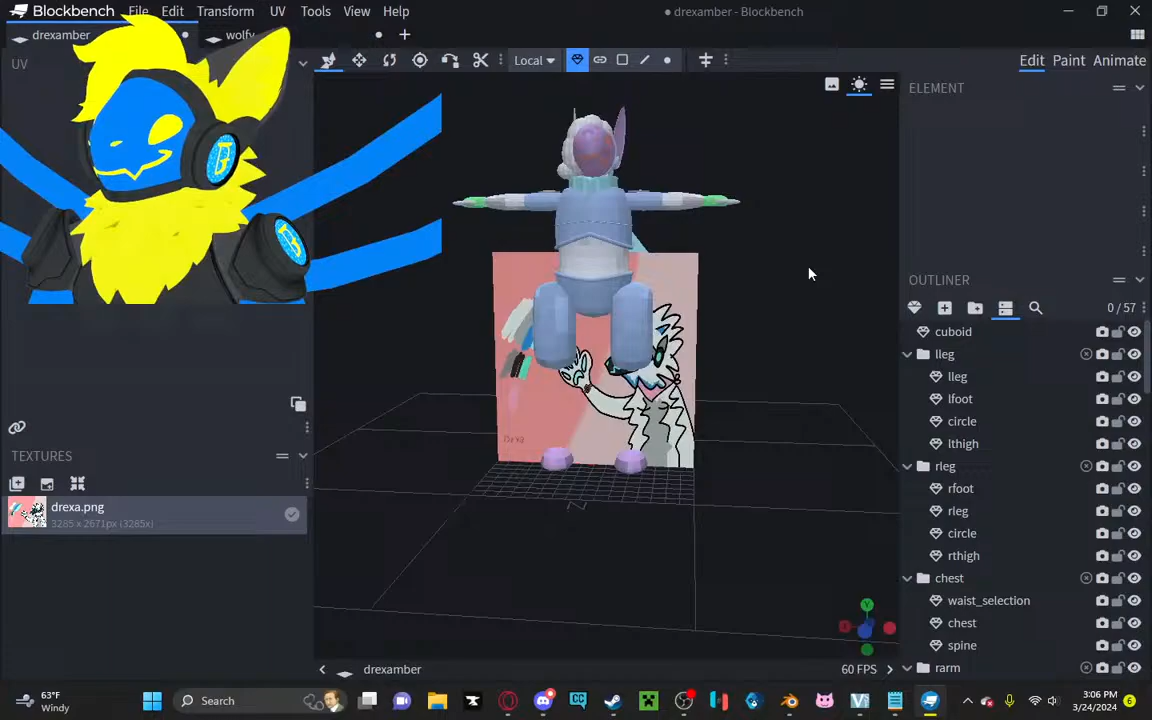 Blockbench File Edit Transform UV Tools View Help • drexamber - Blockbench
drexamber • wolfy • +
UV Local Edit Paint Animate
ELEMENT
OUTLINER
0 / 57
cuboid
lleg
lleg
lfoot
circle
lthigh
rleg
rfoot
rleg
circle
rthigh
chest
waist_selection
chest
spine
rarm
TEXTURES
drexa.png
3285 x 2671px (3285x)
drexamber 60 FPS
63°F
Windy
Search
3:06 PM
3/24/2024
6